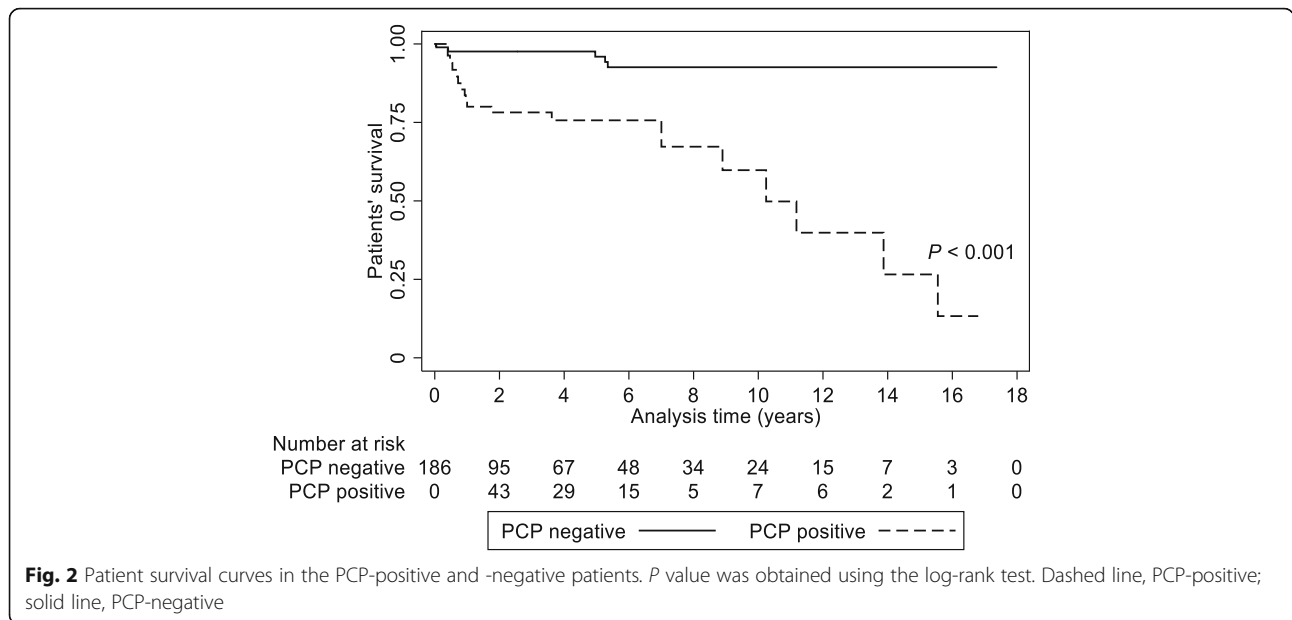 1.00
0.75
0.50
0.25
0
Patients' survival
P < 0.001
0 2 4 6 8 10 12 14 16 18
Analysis time (years)
Number at risk
PCP negative 186 95 67 48 34 24 15 7 3 0
PCP positive 0 43 29 15 5 7 6 2 1 0
PCP negative PCP positive
Fig. 2 Patient survival curves in the PCP-positive and -negative patients. P value was obtained using the log-rank test. Dashed line, PCP-positive;
solid line, PCP-negative